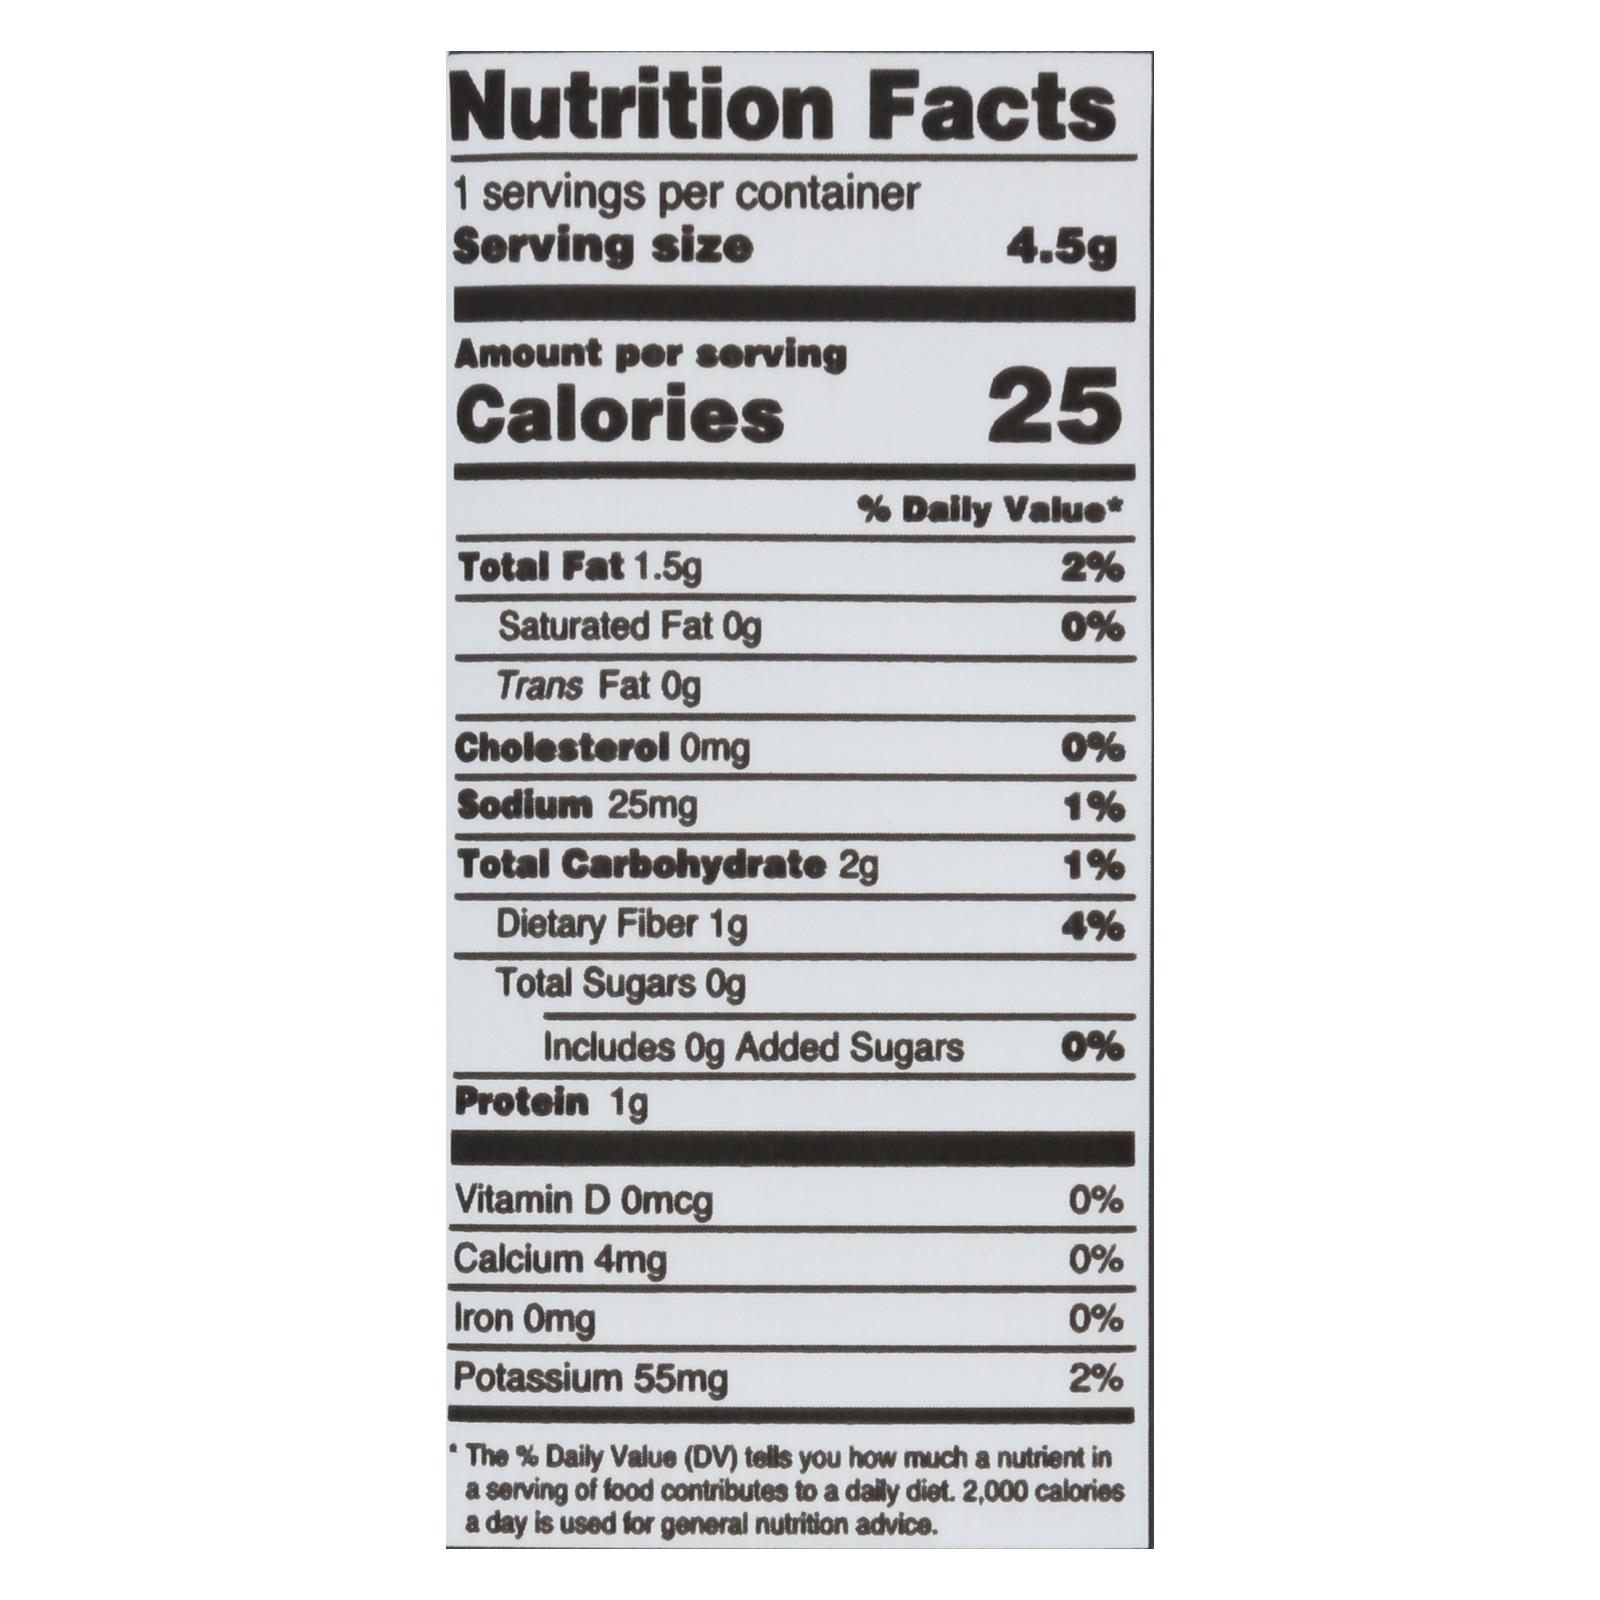 Nutrition Facts
1 servings per container
Serving size 4.5g
Amount per serving
Calories 25
% Daily Value*
Total Fat 1.5g 2%
Saturated Fat 0g 0%
Trans Fat 0g
Cholesterol 0mg 0%
Sodium 25mg 1%
Total Carbohydrate 2g 1%
Dietary Fiber 1g 4%
Total Sugars 0g
Includes 0g Added Sugars 0%
Protein 1g
Vitamin D 0mcg 0%
Calcium 4mg 0%
Iron 0mg 0%
Potassium 55mg 2%
* The % Daily Value (DV) tells you how much a nutrient in
a serving of food contributes to a daily diet. 2,000 calories
a day is used for general nutrition advice.